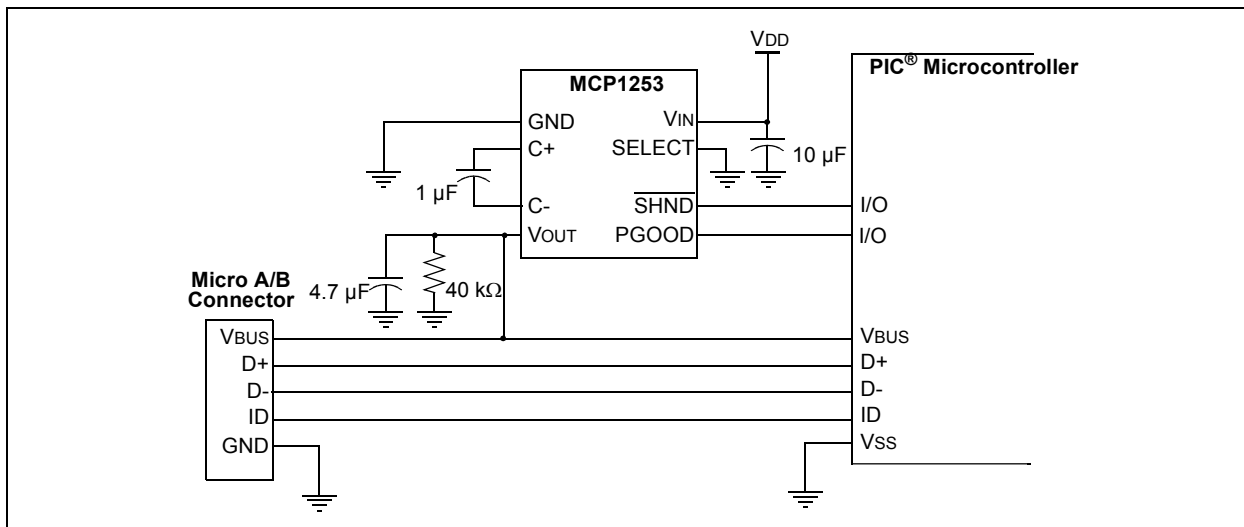 VDD
PIC® Microcontroller
MCP1253
GND
VIN
C+
SELECT
10 µF
1 µF
C-
SHND
I/O
VOUT
PGOOD
I/O
Micro A/B
Connector
4.7 µF
40 kΩ
VBUS
VBUS
D+
D+
D-
D-
ID
ID
GND
VSS